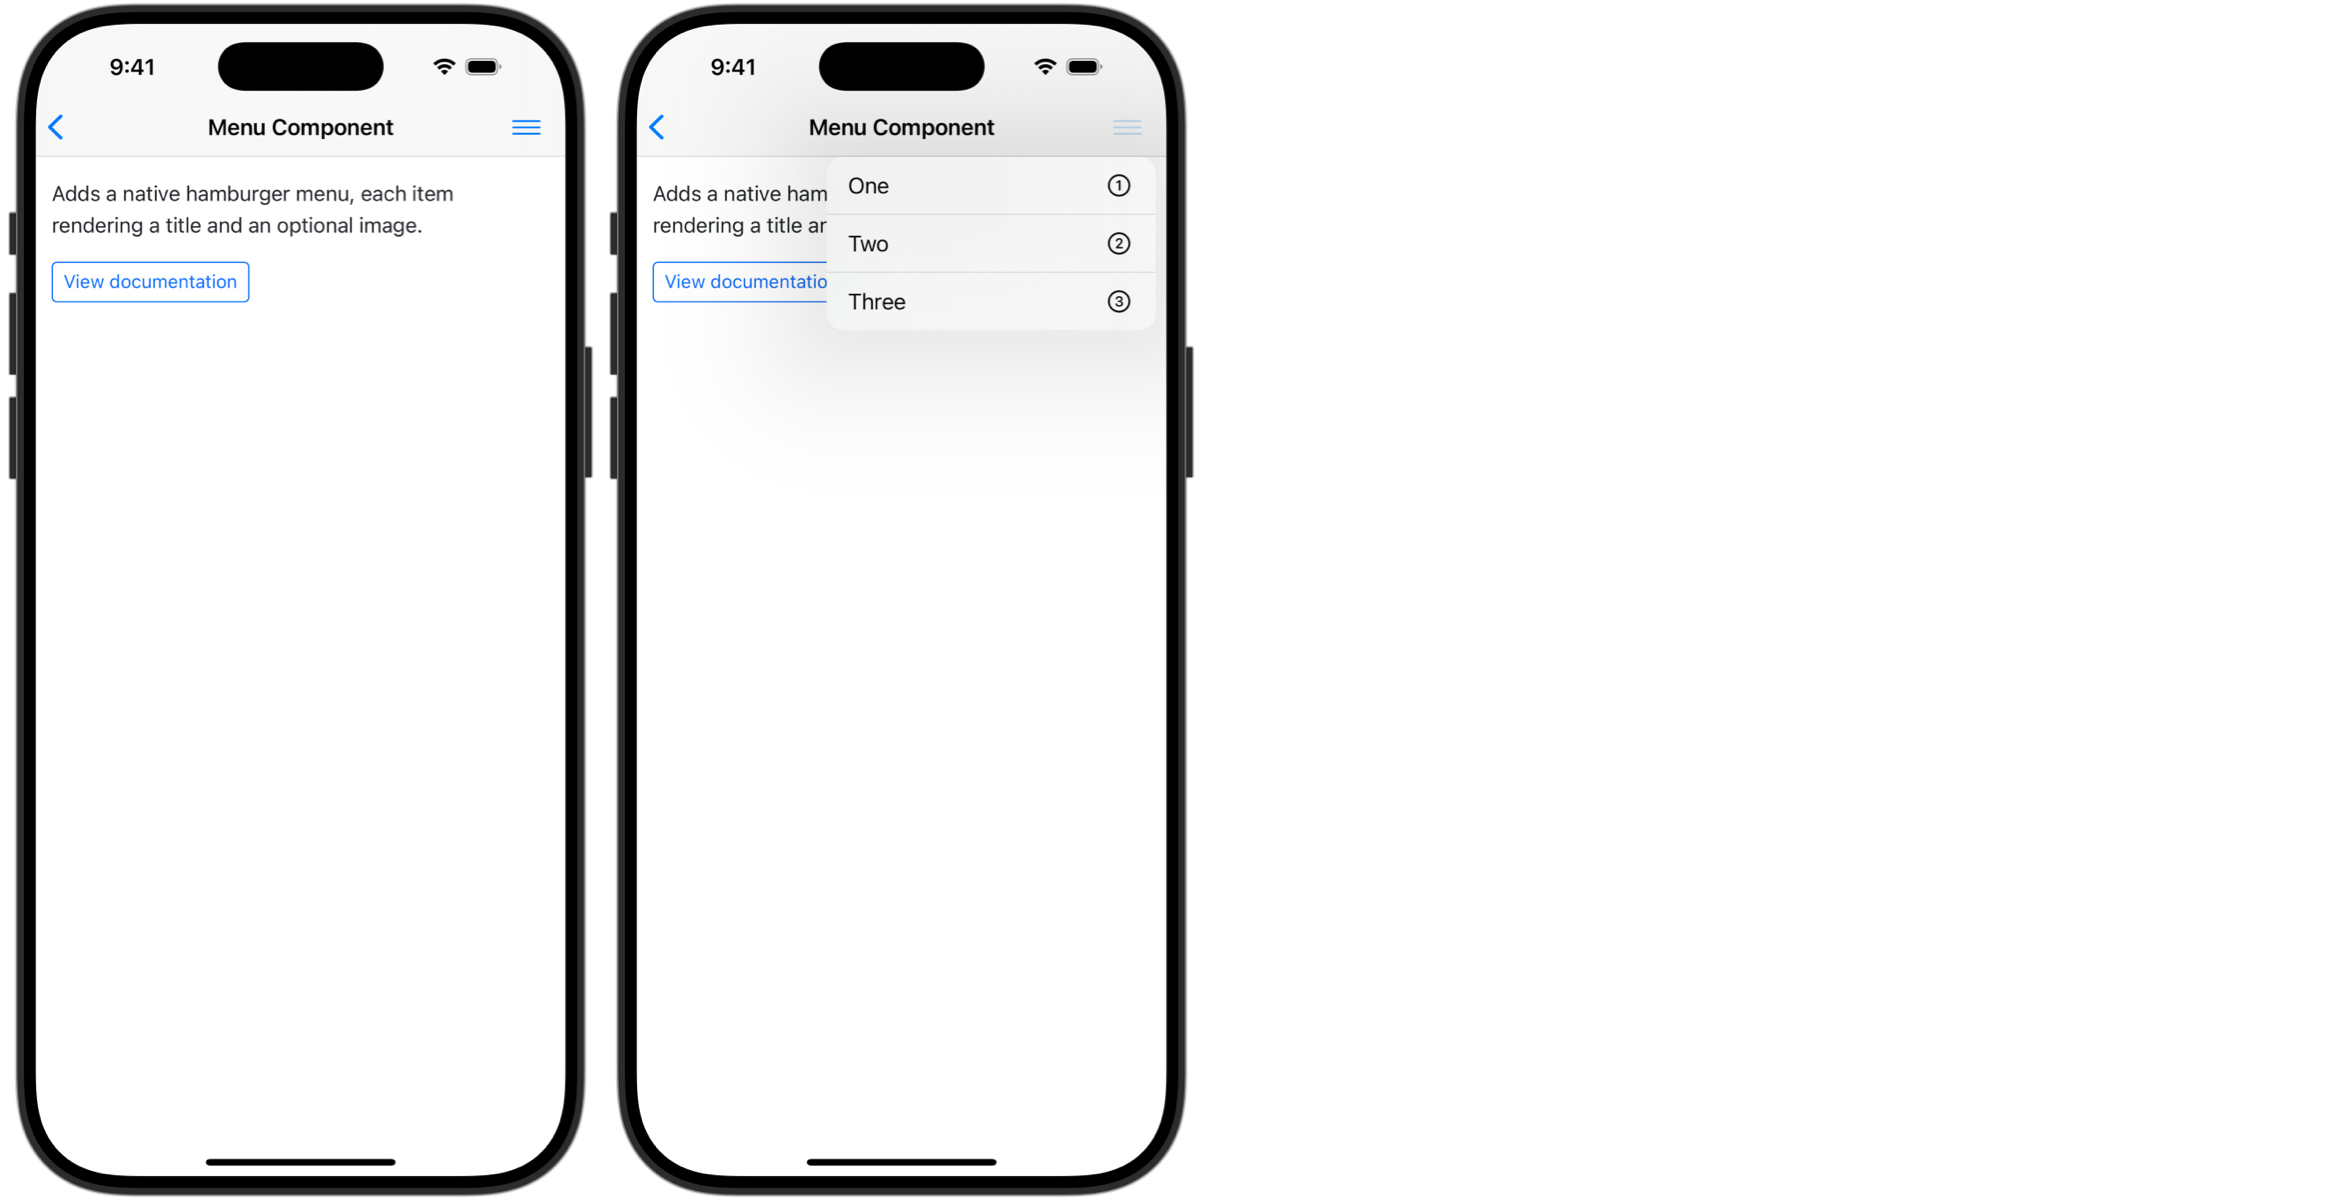 9:41
Menu Component
Adds a native hamburger menu, each item
rendering a title and an optional image.
View documentation
9:41
Menu Component
Adds a native ham
rendering a title ar
View documentatio
One 1
Two 2
Three 3